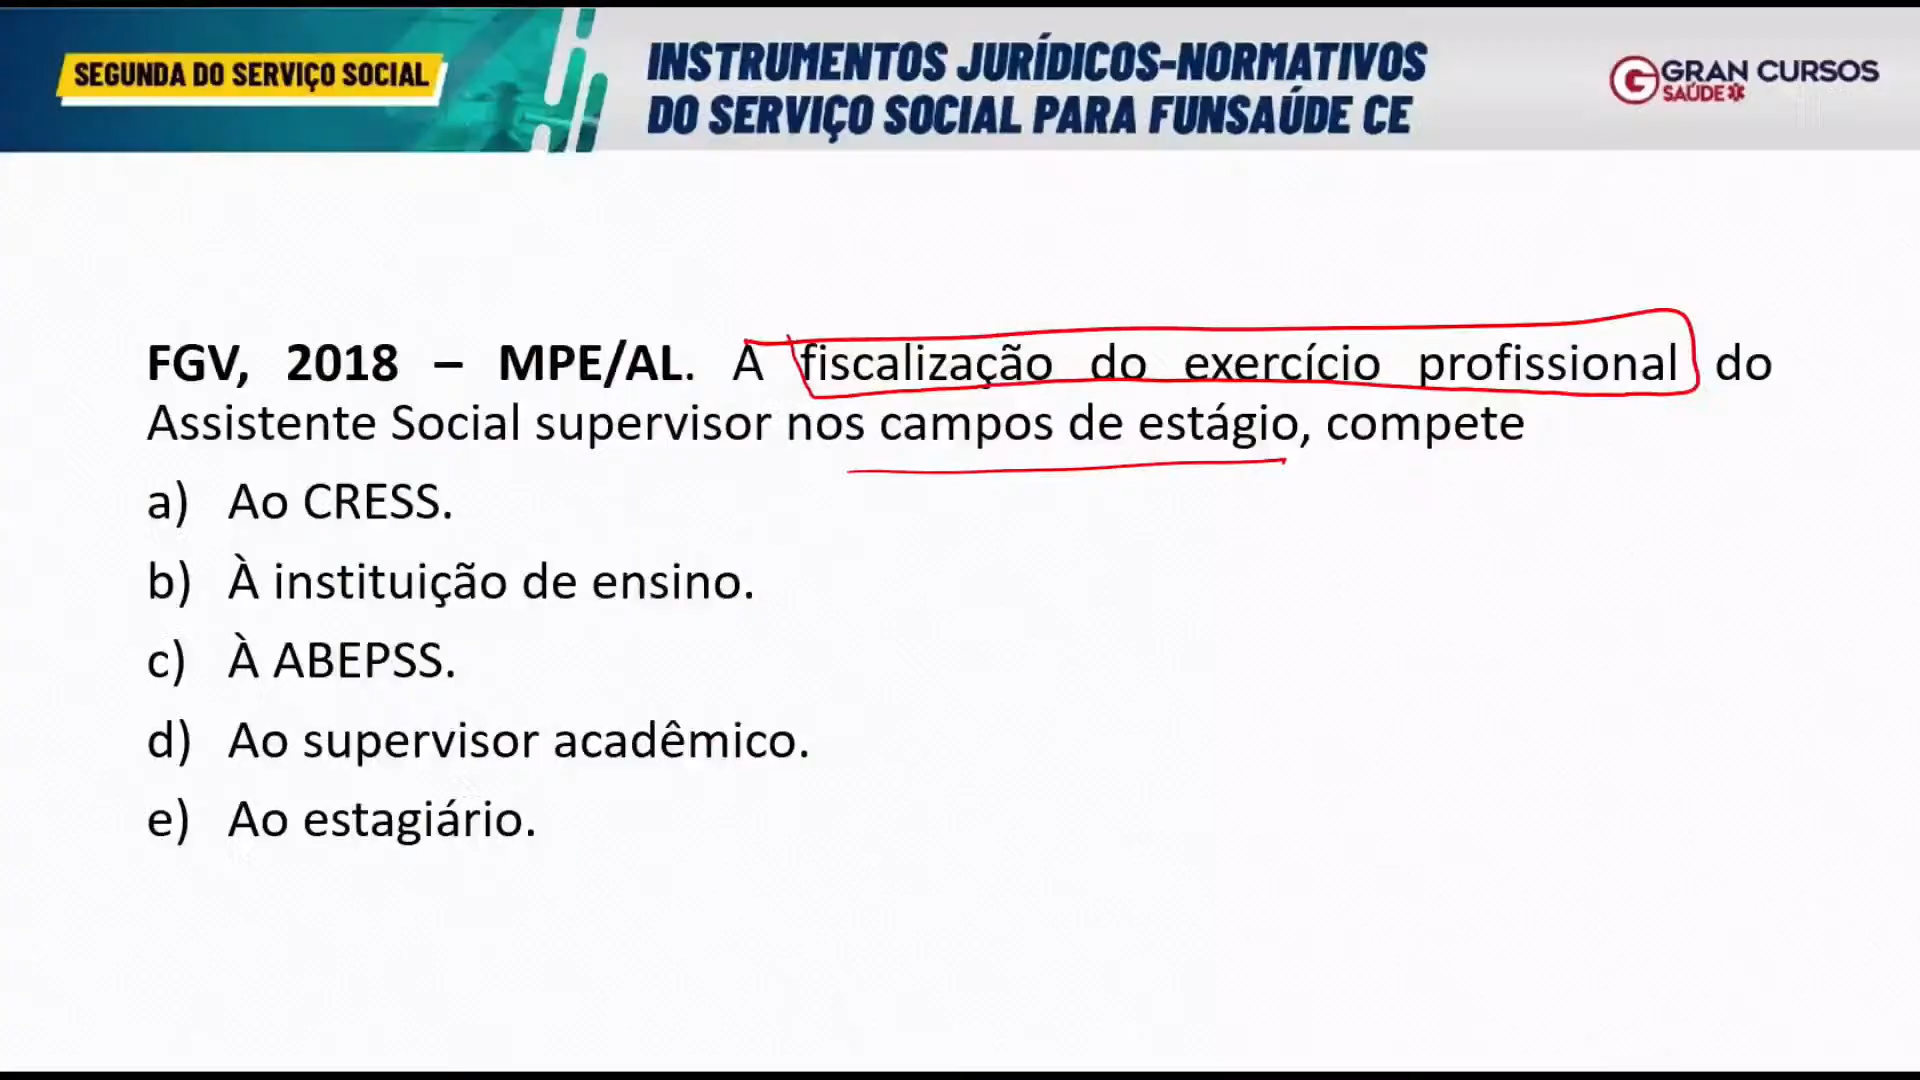 SEGUNDA DO SERVIÇO SOCIAL
INSTRUMENTOS JURÍDICOS-NORMATIVOS
DO SERVIÇO SOCIAL PARA FUNSAÚDE CE
G GRAN CURSOS
SAÚDE
FGV, 2018 – MPE/AL. A fiscalização do exercício profissional do
Assistente Social supervisor nos campos de estágio, compete
a) Ao CRESS.
b) À instituição de ensino.
c) À ABEPSS.
d) Ao supervisor acadêmico.
e) Ao estagiário.